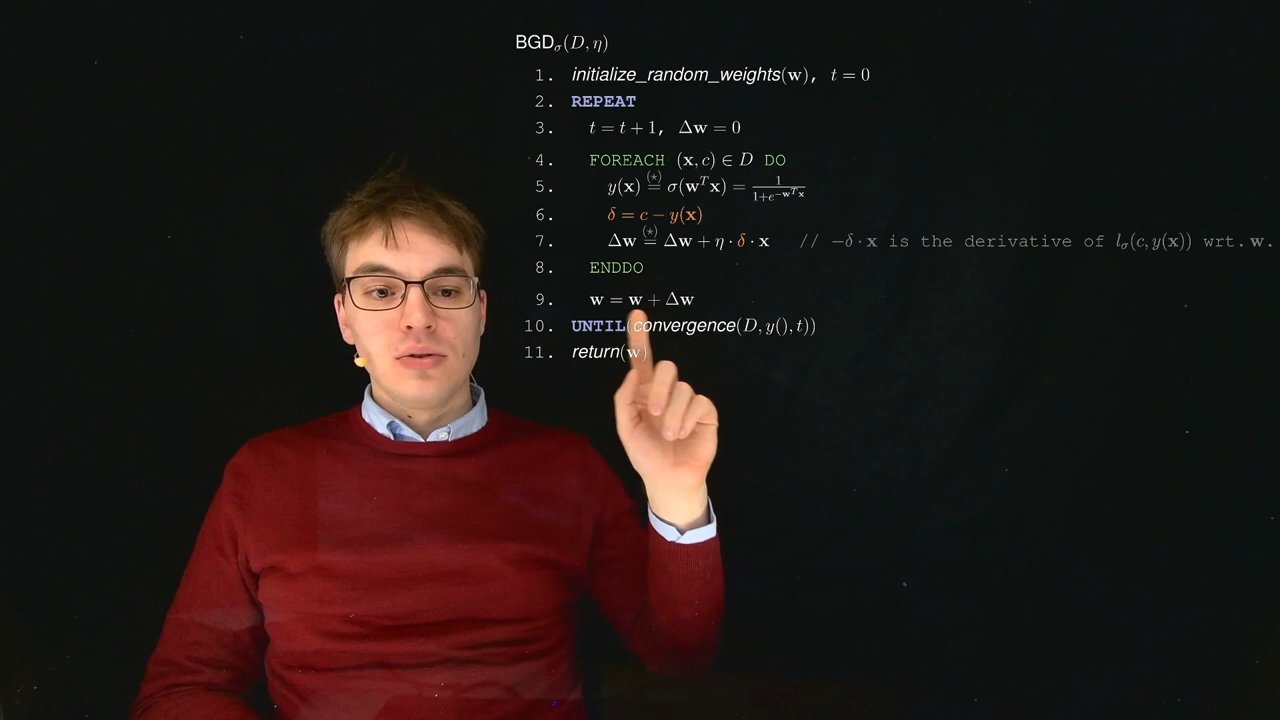 BGD_σ(D, η)
1. initialize_random_weights(w), t = 0
2. REPEAT
3. t = t + 1, Δw = 0
4. FOREACH (x, c) ∈ D DO
5. y(x) (⋆)= σ(w^T x) = 1/(1+e^{−w^T x})
6. δ = c − y(x)
7. Δw (⋆)= Δw + η · δ · x // −δ · x is the derivative of l_σ(c, y(x)) wrt. w.
8. ENDDO
9. w = w + Δw
10. UNTIL(convergence(D, y(), t))
11. return(w)